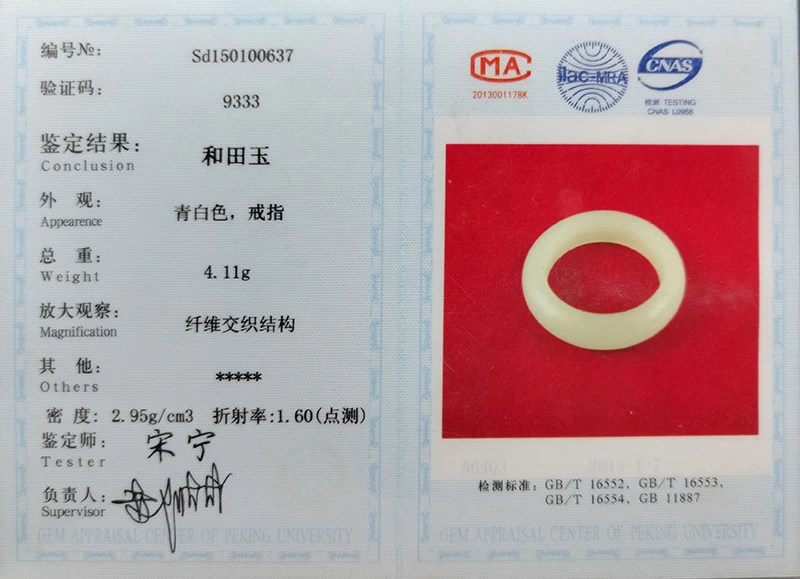 编号№: Sd150100637
验证码: 9333
鉴定结果: 和田玉
Conclusion
外 观: 青白色，戒指
Appearence
总 重: 4.11g
Weight
放大观察: 纤维交织结构
Magnification
其 他: *****
Others
密 度: 2.95g/cm3 折射率:1.60(点测)
鉴定师: 宋宁
Tester
负责人:
Supervisor
GEM APPRAISAL CENTER OF PEKING UNIVERSITY
MA
2013001178K
ilac-MRA
CNAS
检测 TESTING
CNAS L0958
56403 2015-1-7
检测标准: GB/T 16552、GB/T 16553、
GB/T 16554、GB 11887
GEM APPRAISAL CENTER OF PEKING UNIVERSITY